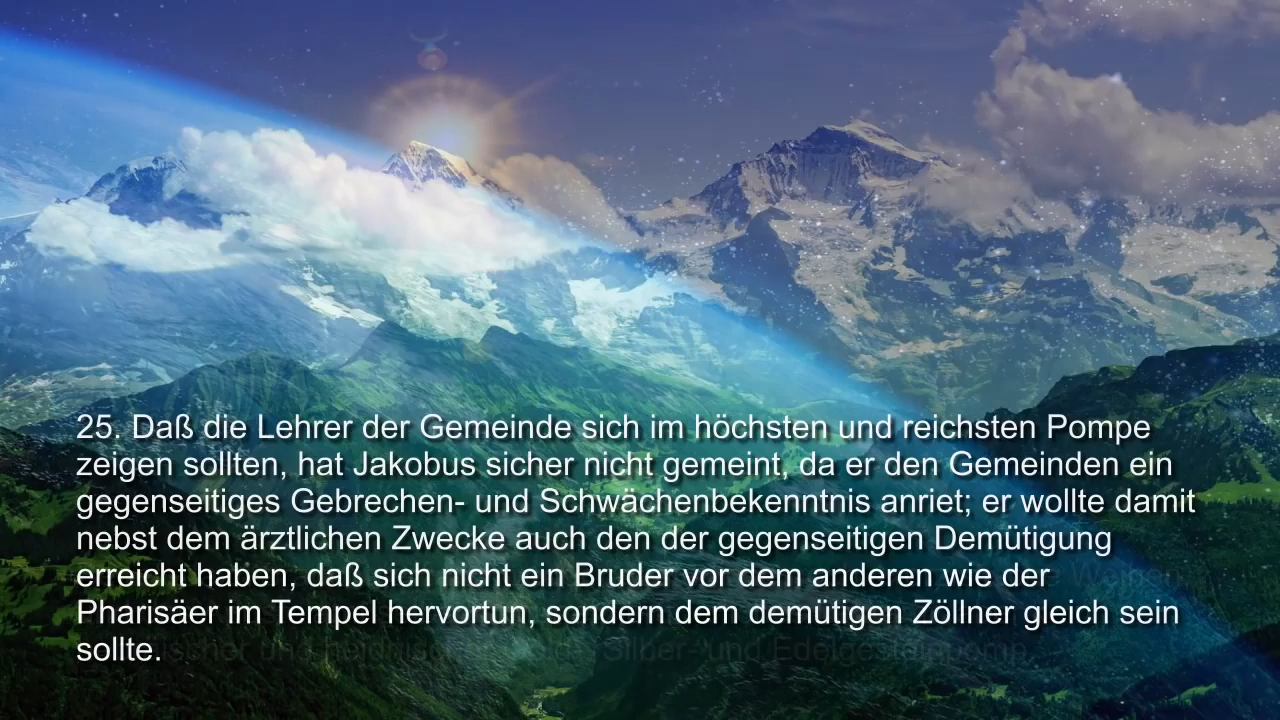 25. Daß die Lehrer der Gemeinde sich im höchsten und reichsten Pompe
zeigen sollten, hat Jakobus sicher nicht gemeint, da er den Gemeinden ein
gegenseitiges Gebrechen- und Schwächenbekenntnis anriet; er wollte damit
nebst dem ärztlichen Zwecke auch den der gegenseitigen Demütigung
erreicht haben, daß sich nicht ein Bruder vor dem anderen wie der
Pharisäer im Tempel hervortun, sondern dem demütigen Zöllner gleich sein
sollte.